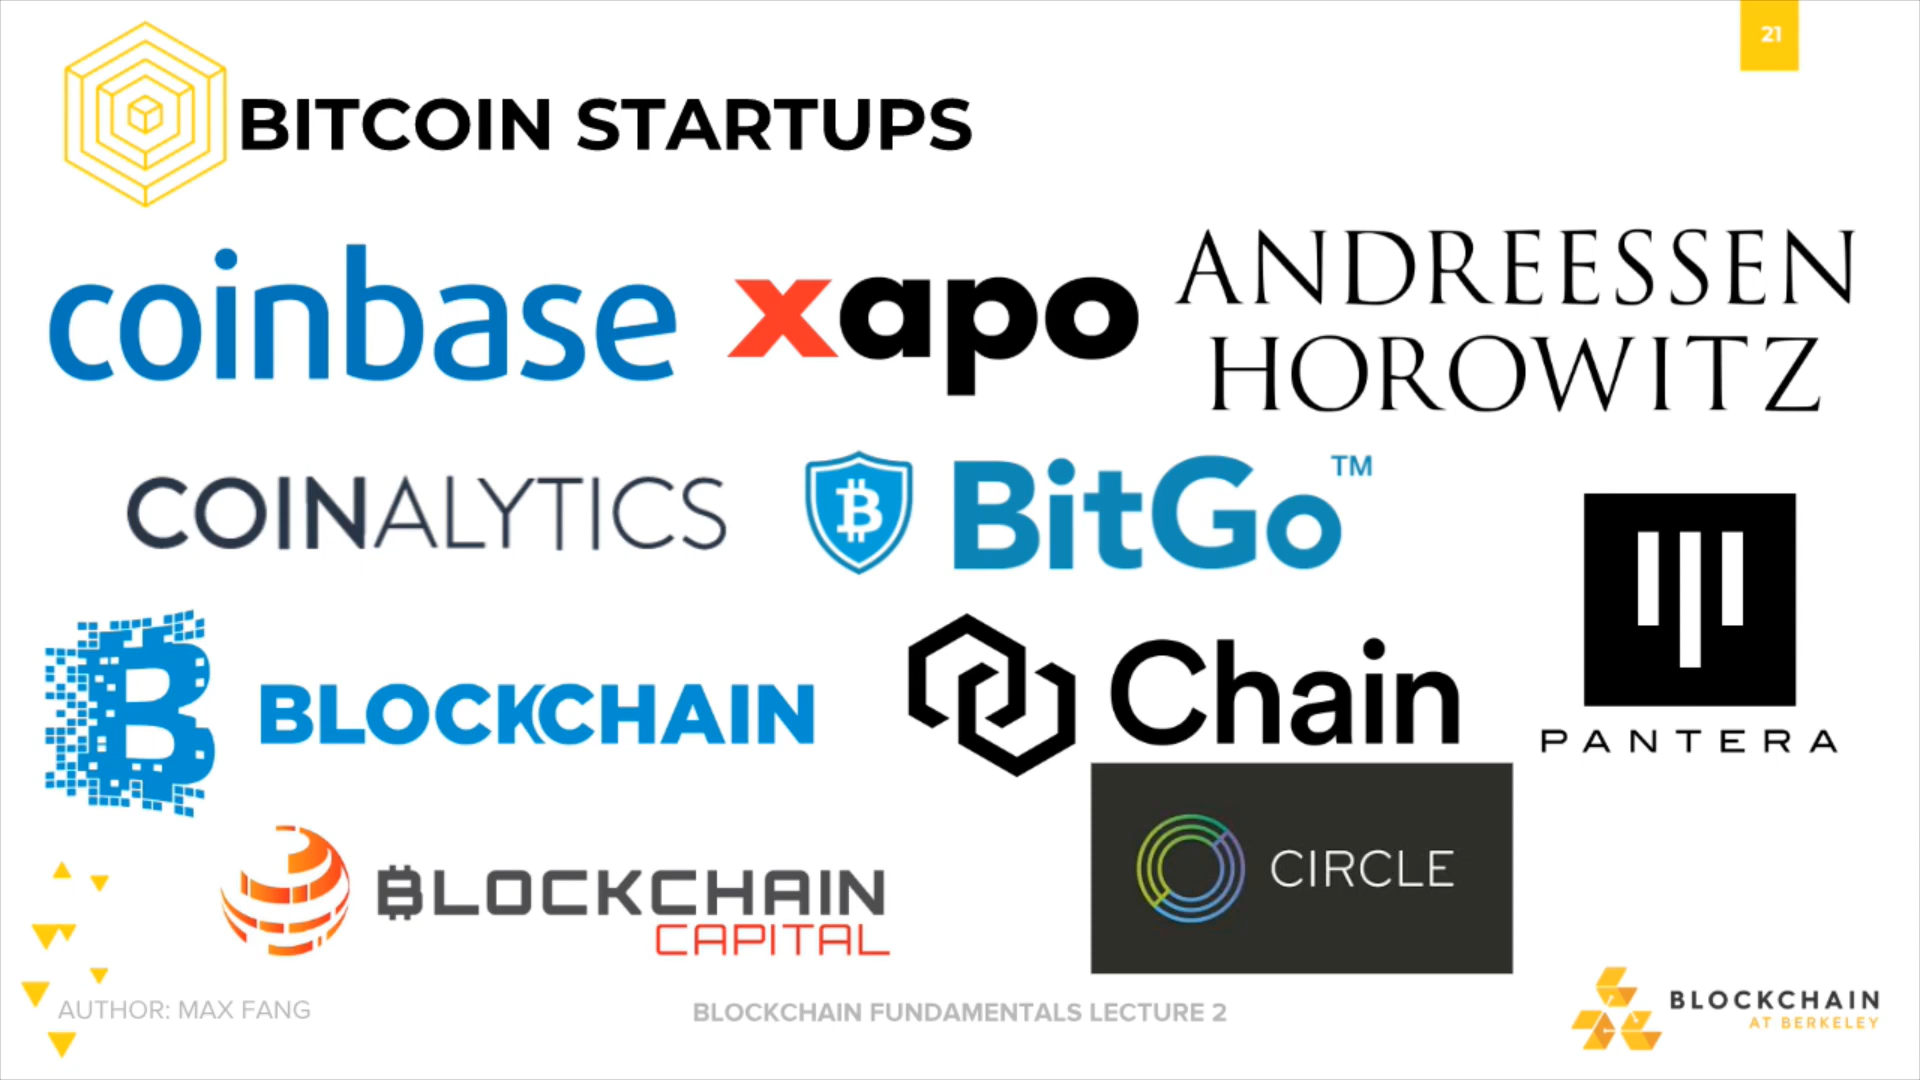 21
BITCOIN STARTUPS
coinbase
xapo
ANDREESSEN
HOROWITZ
COINALYTICS
BitGo™
PANTERA
BLOCKCHAIN
Chain
BLOCKCHAIN
CAPITAL
CIRCLE
AUTHOR: MAX FANG
BLOCKCHAIN FUNDAMENTALS LECTURE 2
BLOCKCHAIN
AT BERKELEY